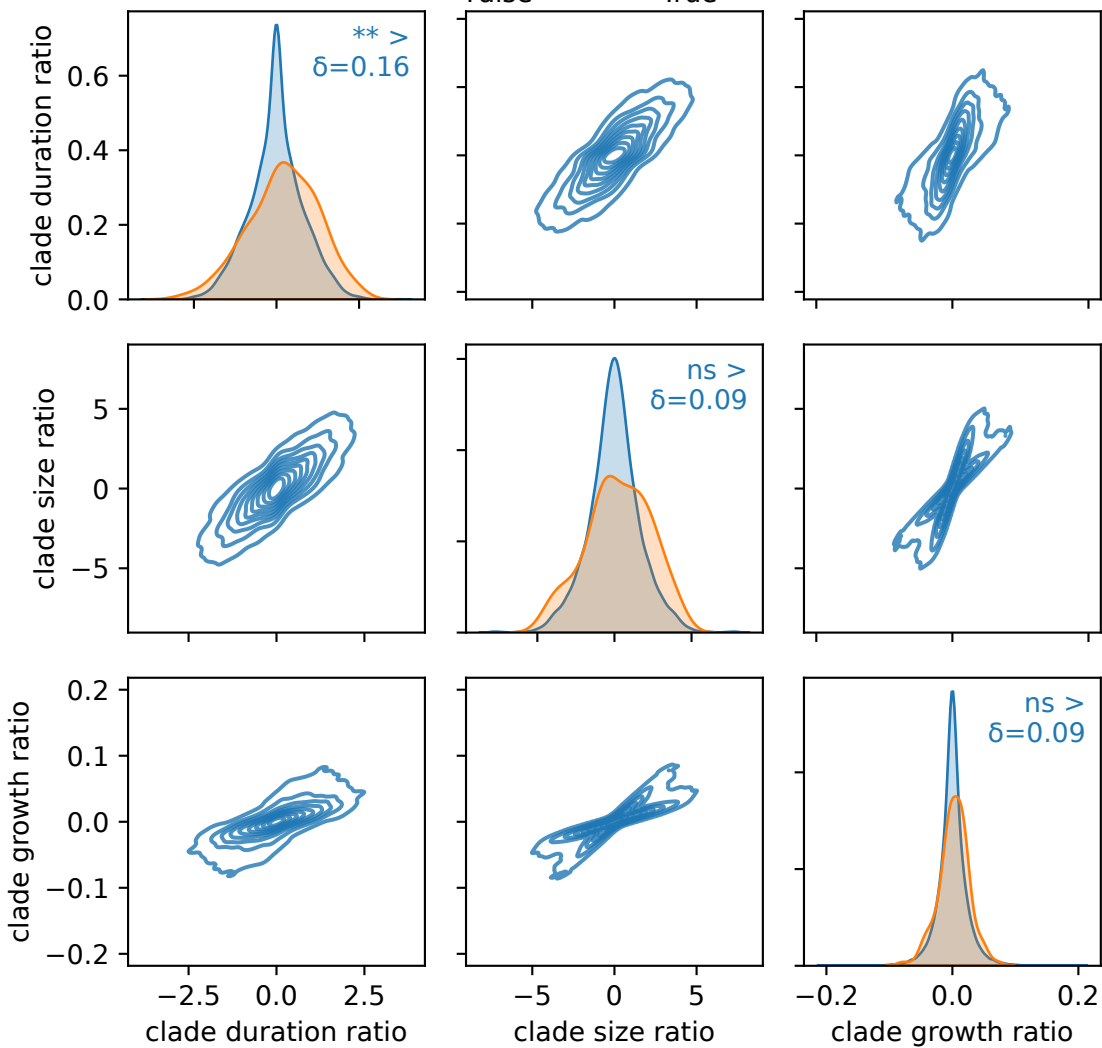 True
** >
δ=0.16
clade duration ratio
0.6
0.4
0.2
0.0
ns >
δ=0.09
clade size ratio
5
0
−5
ns >
δ=0.09
clade growth ratio
0.2
0.1
0.0
−0.1
−0.2
−2.5 0.0 2.5 −5 0 5 −0.2 0.0 0.2
clade duration ratio clade size ratio clade growth ratio